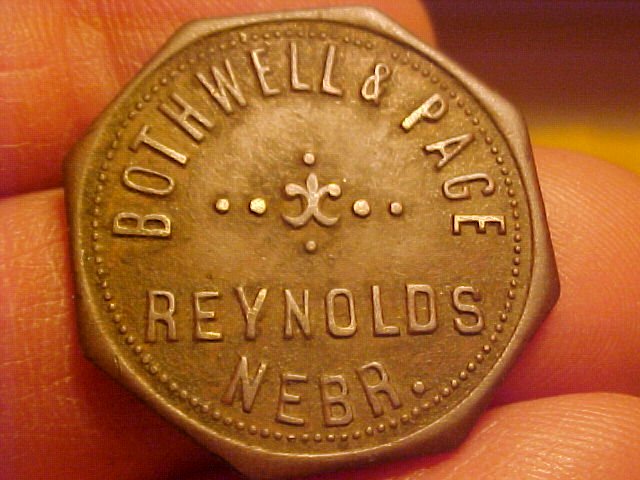 BOTHWELL & PAGE
REYNOLDS
NEBR.